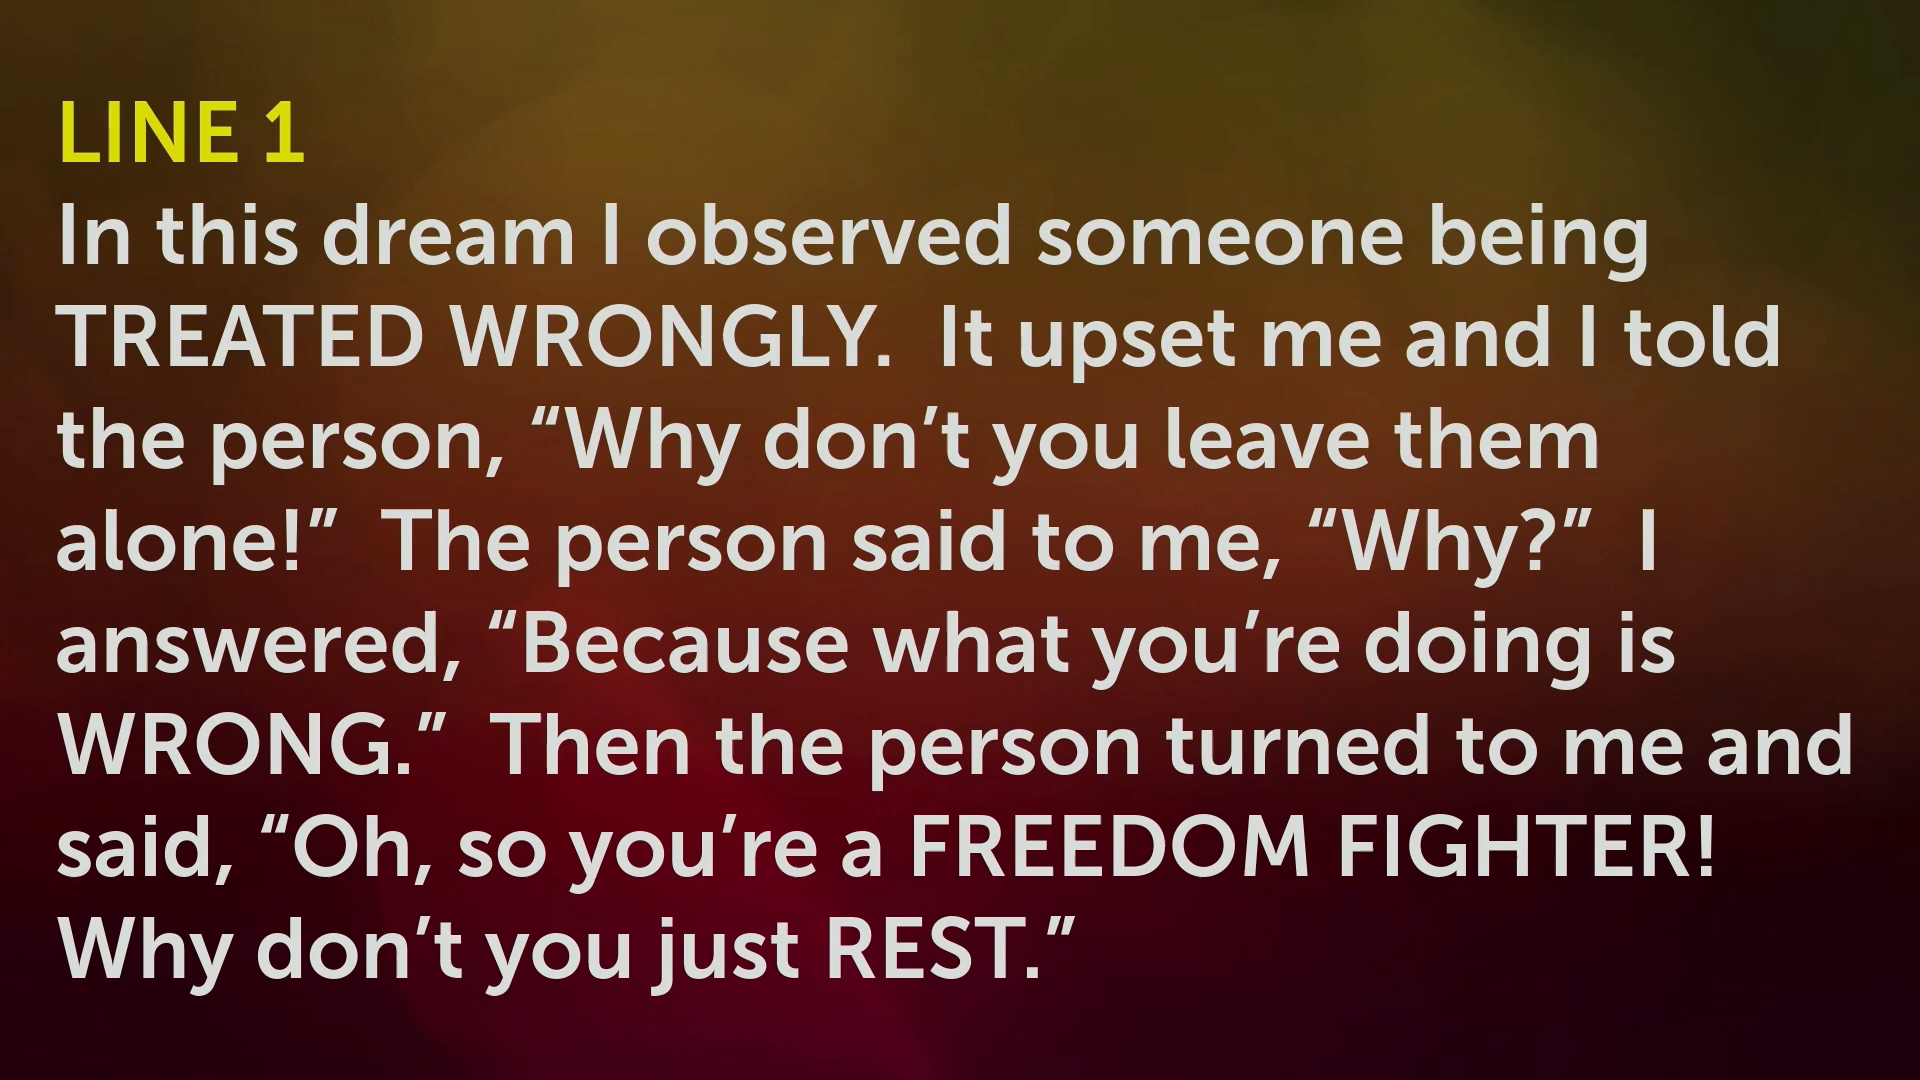 LINE 1
In this dream I observed someone being
TREATED WRONGLY.  It upset me and I told
the person, “Why don’t you leave them
alone!”  The person said to me, “Why?”  I
answered, “Because what you’re doing is
WRONG.”  Then the person turned to me and
said, “Oh, so you’re a FREEDOM FIGHTER!
Why don’t you just REST.”